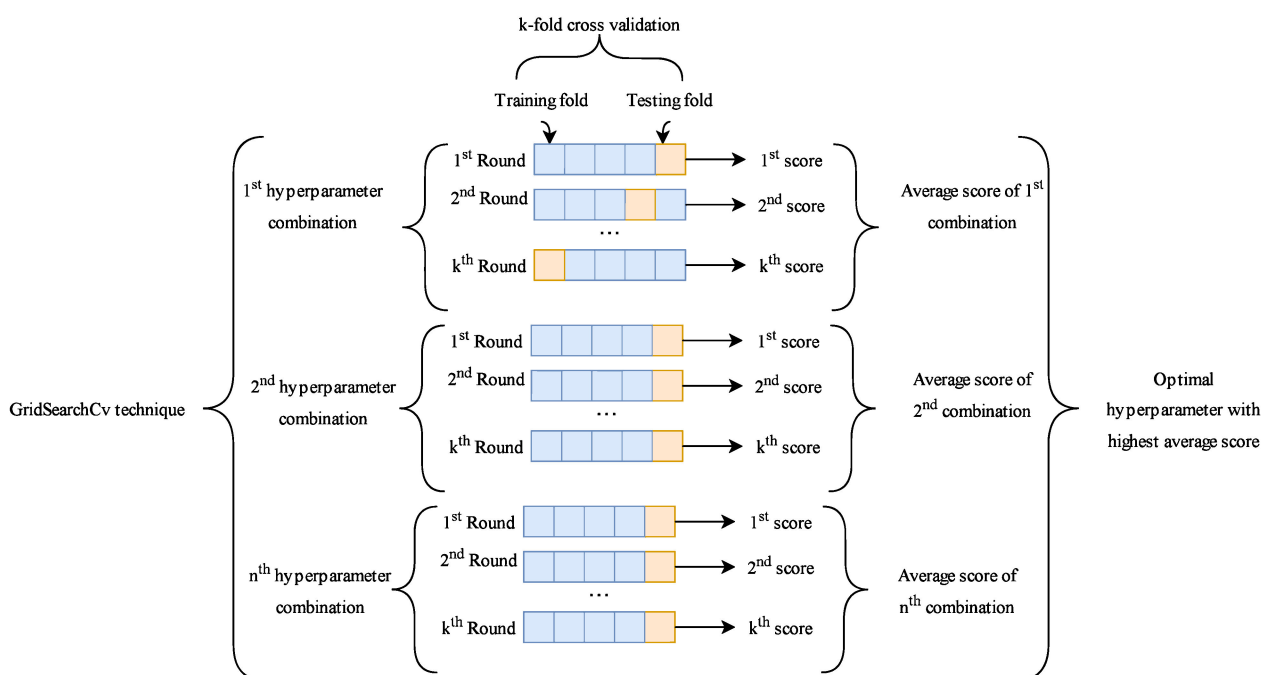 k-fold cross validation
Training fold
Testing fold
1st Round
1st score
2nd Round
2nd score
...
kth Round
kth score
1st hyperparameter
combination
Average score of 1st
combination
1st Round
1st score
2nd Round
2nd score
...
kth Round
kth score
2nd hyperparameter
combination
Average score of
2nd combination
GridSearchCv technique
Optimal
hyperparameter with
highest average score
1st Round
1st score
2nd Round
2nd score
...
kth Round
kth score
nth hyperparameter
combination
Average score of
nth combination